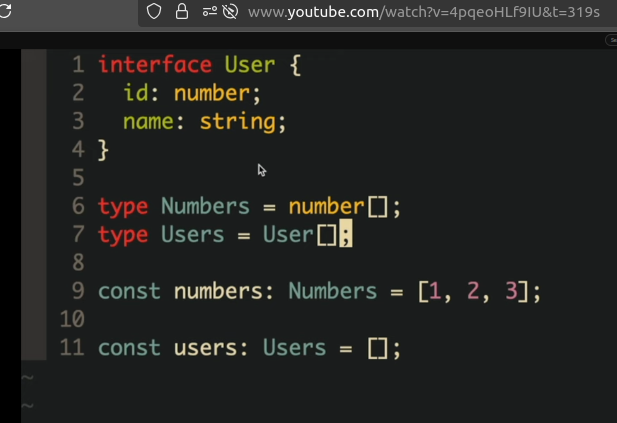 www.youtube.com/watch?v=4pqeoHLf9IU&t=319s
1 interface User {
2   id: number;
3   name: string;
4 }
5
6 type Numbers = number[];
7 type Users = User[];
8
9 const numbers: Numbers = [1, 2, 3];
10
11 const users: Users = [];
~
~